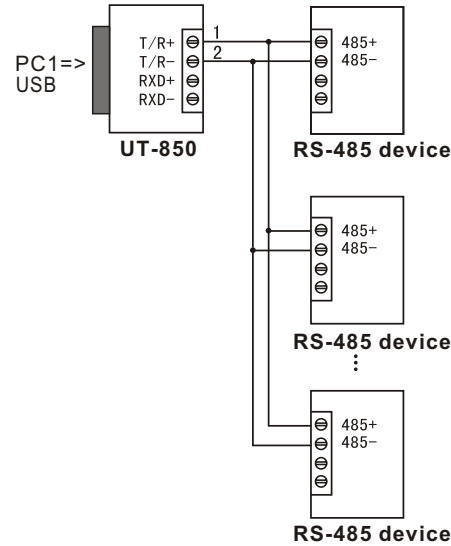 PC1=>
USB
T/R+
T/R-
RXD+
RXD-
UT-850
1
2
485+
485-
RS-485 device
485+
485-
RS-485 device
⋮
485+
485-
RS-485 device